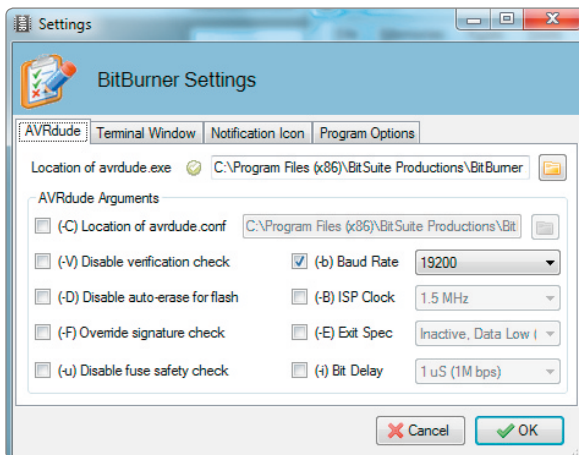 Settings
BitBurner Settings
AVRdude Terminal Window Notification Icon Program Options
Location of avrdude.exe C:\Program Files (x86)\BitSuite Productions\BitBurner
AVRdude Arguments
(-C) Location of avrdude.conf C:\Program Files (x86)\BitSuite Productions\Bit
(-V) Disable verification check (-b) Baud Rate 19200
(-D) Disable auto-erase for flash (-B) ISP Clock 1.5 MHz
(-F) Override signature check (-E) Exit Spec Inactive, Data Low (
(-u) Disable fuse safety check (-i) Bit Delay 1 uS (1M bps)
Cancel OK